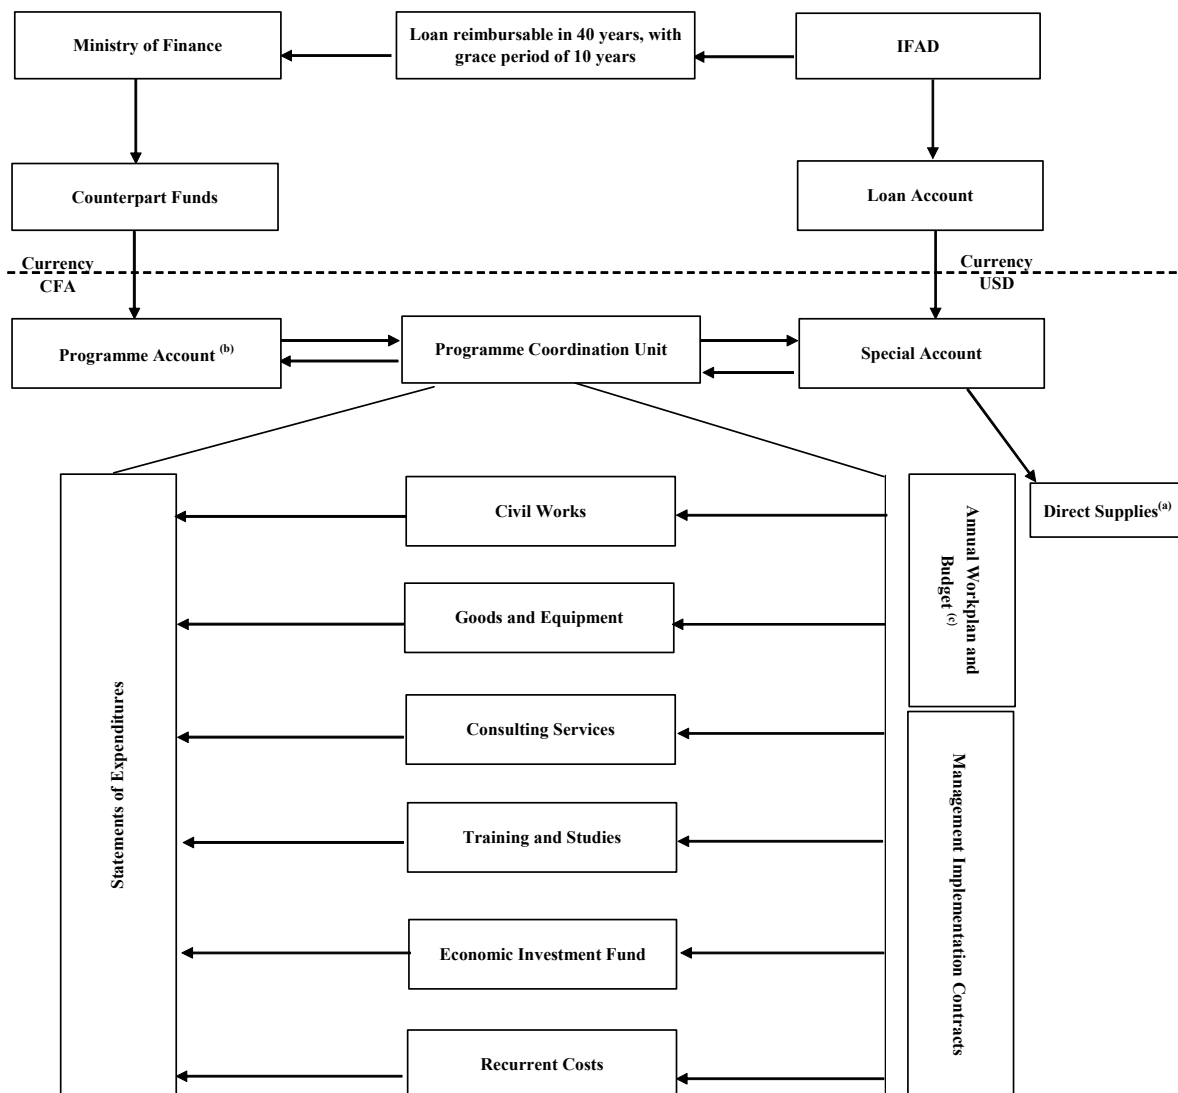 Ministry of Finance
Loan reimbursable in 40 years, with
grace period of 10 years
IFAD
Counterpart Funds
Loan Account
Currency
CFA
Currency
USD
Programme Account (b)
Programme Coordination Unit
Special Account
Direct Supplies(a)
Annual Workplan and
Budget (c)
Statements of Expenditures
Civil Works
Goods and Equipment
Consulting Services
Training and Studies
Economic Investment Fund
Recurrent Costs
Management Implementation Contracts